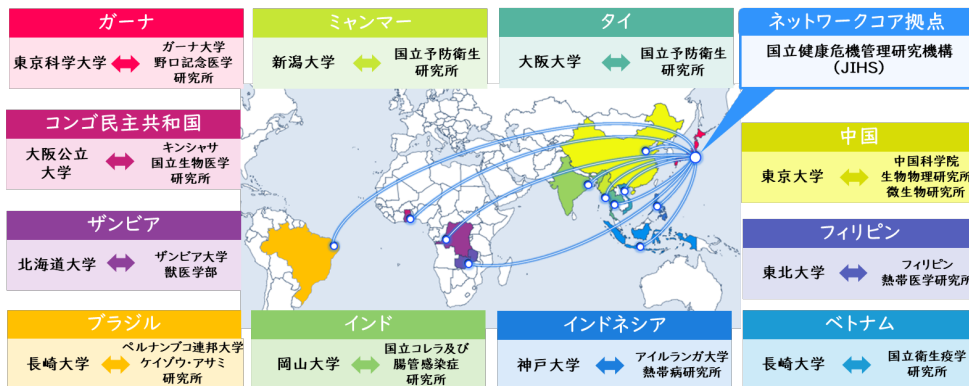 ガーナ
東京科学大学
ガーナ大学
野口記念医学
研究所
ミャンマー
新潟大学
国立予防衛生
研究所
タイ
大阪大学
国立予防衛生
研究所
ネットワークコア拠点
国立健康危機管理研究機構
(JIHS)
コンゴ民主共和国
大阪公立
大学
キンシャサ
国立生物医学
研究所
中国
東京大学
中国科学院
生物物理研究所
微生物研究所
ザンビア
北海道大学
ザンビア大学
獣医学部
フィリピン
東北大学
フィリピン
熱帯医学研究所
ブラジル
長崎大学
ペルナンブコ連邦大学
ケイゾウ・アサミ
研究所
インド
岡山大学
国立コレラ及び
腸管感染症
研究所
インドネシア
神戸大学
アイルランガ大学
熱帯病研究所
ベトナム
長崎大学
国立衛生疫学
研究所